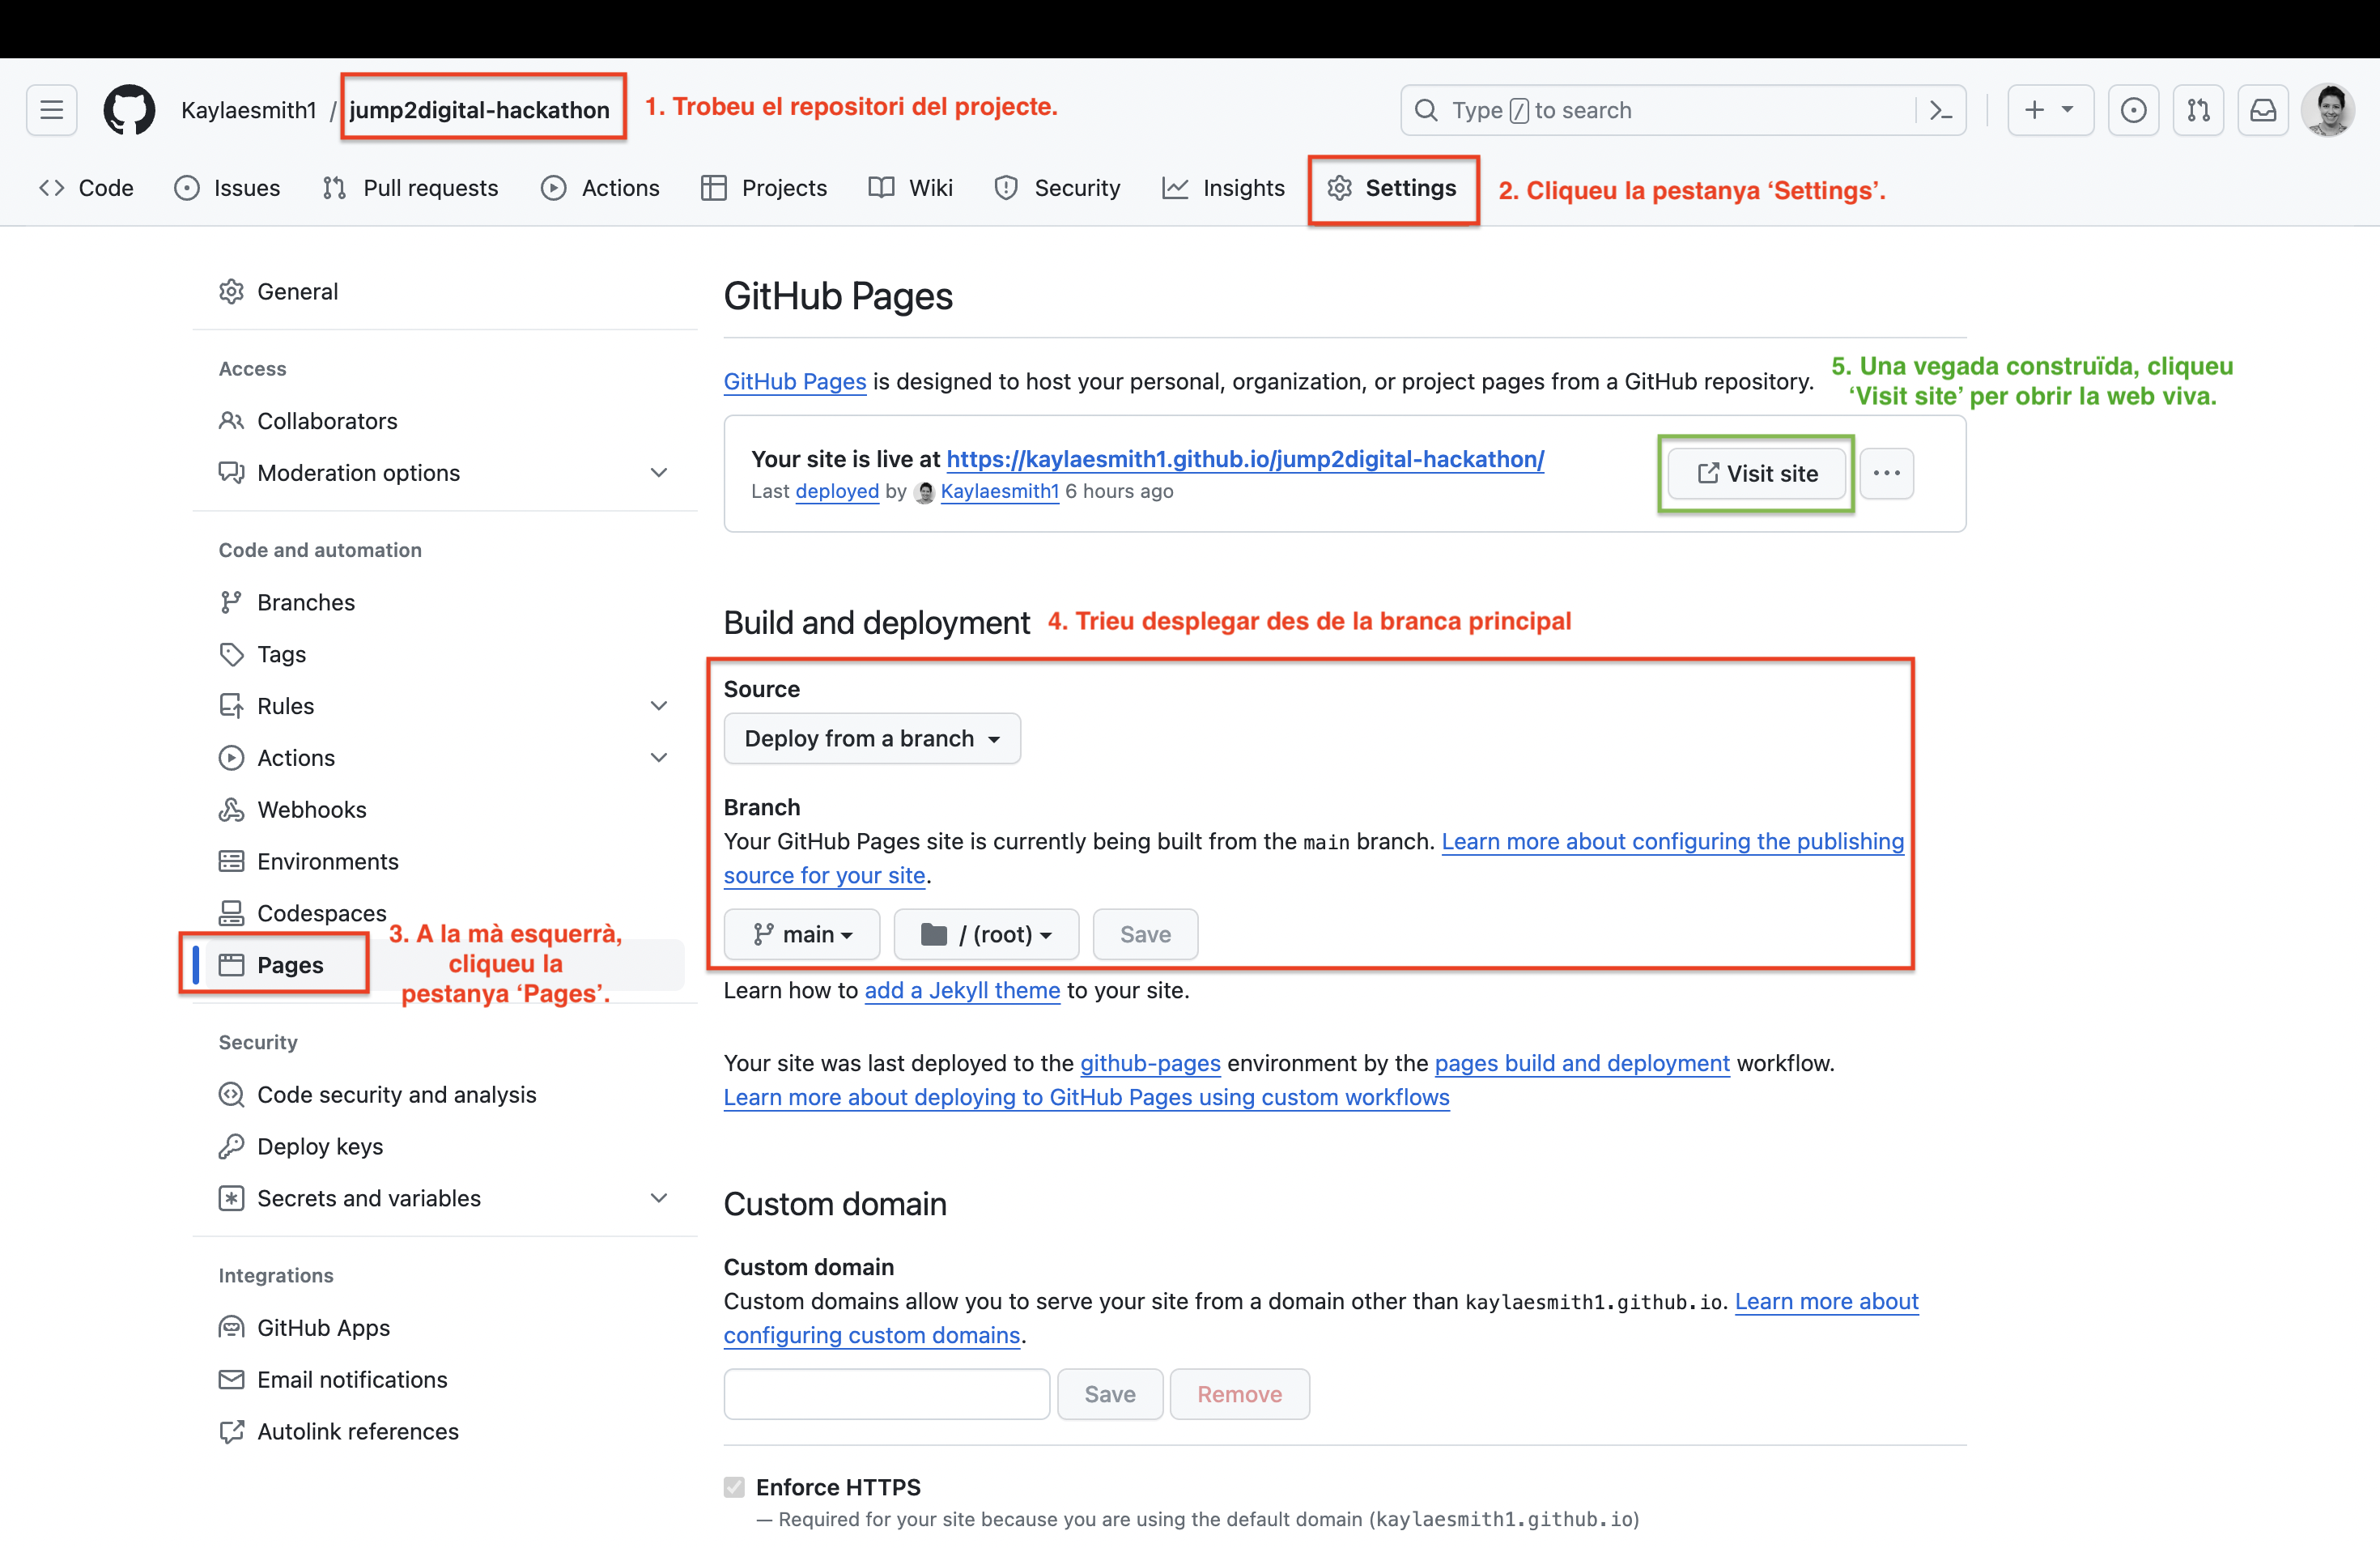 Kaylaesmith1 / jump2digital-hackathon
1. Trobeu el repositori del projecte.
Type / to search
Code
Issues
Pull requests
Actions
Projects
Wiki
Security
Insights
Settings
2. Cliqueu la pestanya ‘Settings’.
General
Access
Collaborators
Moderation options
Code and automation
Branches
Tags
Rules
Actions
Webhooks
Environments
Codespaces
Pages
3. A la mà esquerrà,
cliqueu la
pestanya ‘Pages’.
Security
Code security and analysis
Deploy keys
Secrets and variables
Integrations
GitHub Apps
Email notifications
Autolink references
GitHub Pages
GitHub Pages is designed to host your personal, organization, or project pages from a GitHub repository.
5. Una vegada construïda, cliqueu
‘Visit site’ per obrir la web viva.
Your site is live at https://kaylaesmith1.github.io/jump2digital-hackathon/
Last deployed by Kaylaesmith1 6 hours ago
Visit site
Build and deployment
4. Trieu desplegar des de la branca principal
Source
Deploy from a branch
Branch
Your GitHub Pages site is currently being built from the main branch. Learn more about configuring the publishing
source for your site.
main
/ (root)
Save
Learn how to add a Jekyll theme to your site.
Your site was last deployed to the github-pages environment by the pages build and deployment workflow.
Learn more about deploying to GitHub Pages using custom workflows
Custom domain
Custom domain
Custom domains allow you to serve your site from a domain other than kaylaesmith1.github.io. Learn more about
configuring custom domains.
Save
Remove
Enforce HTTPS
— Required for your site because you are using the default domain (kaylaesmith1.github.io)